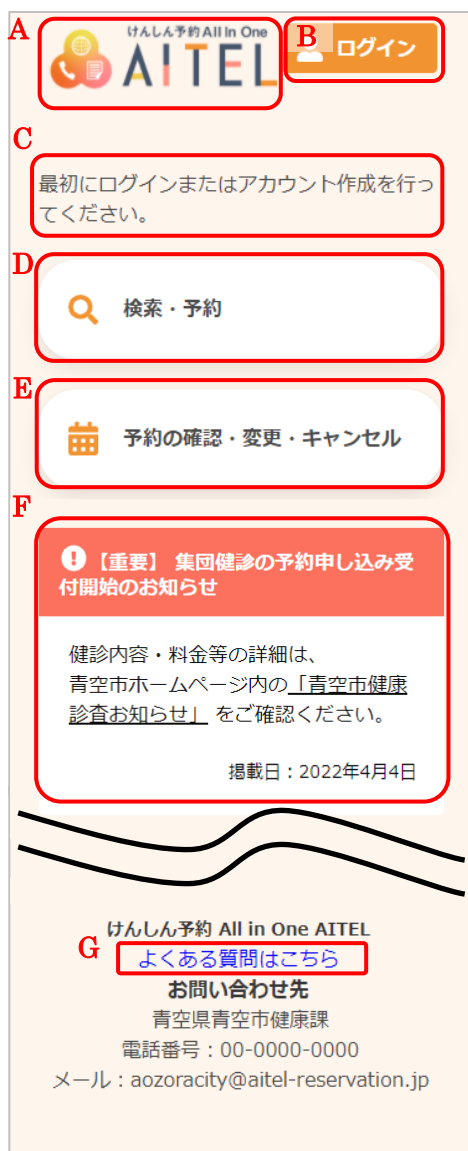 A
けんしん予約 All In One
AITEL
B
ログイン
C
最初にログインまたはアカウント作成を行っ
てください。
D
検索・予約
E
予約の確認・変更・キャンセル
F
【重要】 集団健診の予約申し込み受
付開始のお知らせ
健診内容・料金等の詳細は、
青空市ホームページ内の「青空市健康
診査お知らせ」 をご確認ください。
掲載日：2022年4月4日
けんしん予約 All in One AITEL
G
よくある質問はこちら
お問い合わせ先
青空県青空市健康課
電話番号：00-0000-0000
メール：aozoracity@aitel-reservation.jp